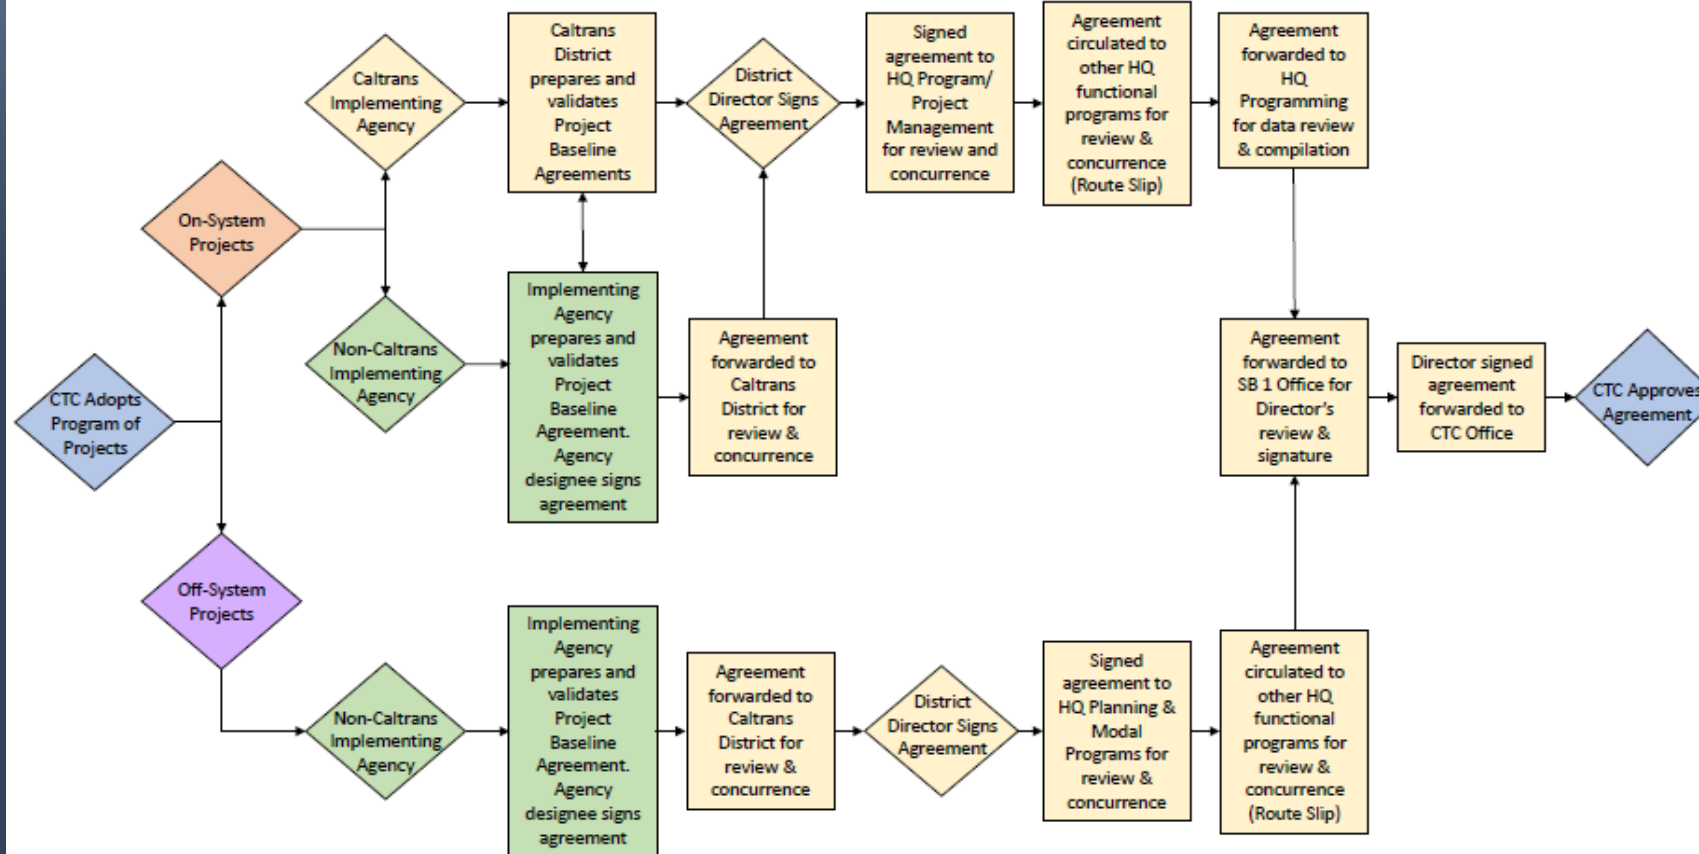 CTC Adopts
Program of
Projects
On-System
Projects
Caltrans
Implementing
Agency
Caltrans
District
prepares and
validates
Project
Baseline
Agreements
District
Director Signs
Agreement
Signed
agreement to
HQ Program/
Project
Management
for review and
concurrence
Agreement
circulated to
other HQ
functional
programs for
review &
concurrence
(Route Slip)
Agreement
forwarded to
HQ
Programming
for data review
& compilation
Non-Caltrans
Implementing
Agency
Implementing
Agency
prepares and
validates
Project
Baseline
Agreement.
Agency
designee signs
agreement
Agreement
forwarded to
Caltrans
District for
review &
concurrence
Agreement
forwarded to
SB 1 Office for
Director's
review &
signature
Director signed
agreement
forwarded to
CTC Office
CTC Approves
Agreement
Off-System
Projects
Non-Caltrans
Implementing
Agency
Implementing
Agency
prepares and
validates
Project
Baseline
Agreement.
Agency
designee signs
agreement
Agreement
forwarded to
Caltrans
District for
review &
concurrence
District
Director Signs
Agreement
Signed
agreement to
HQ Planning &
Modal
Programs for
review &
concurrence
Agreement
circulated to
other HQ
functional
programs for
review &
concurrence
(Route Slip)